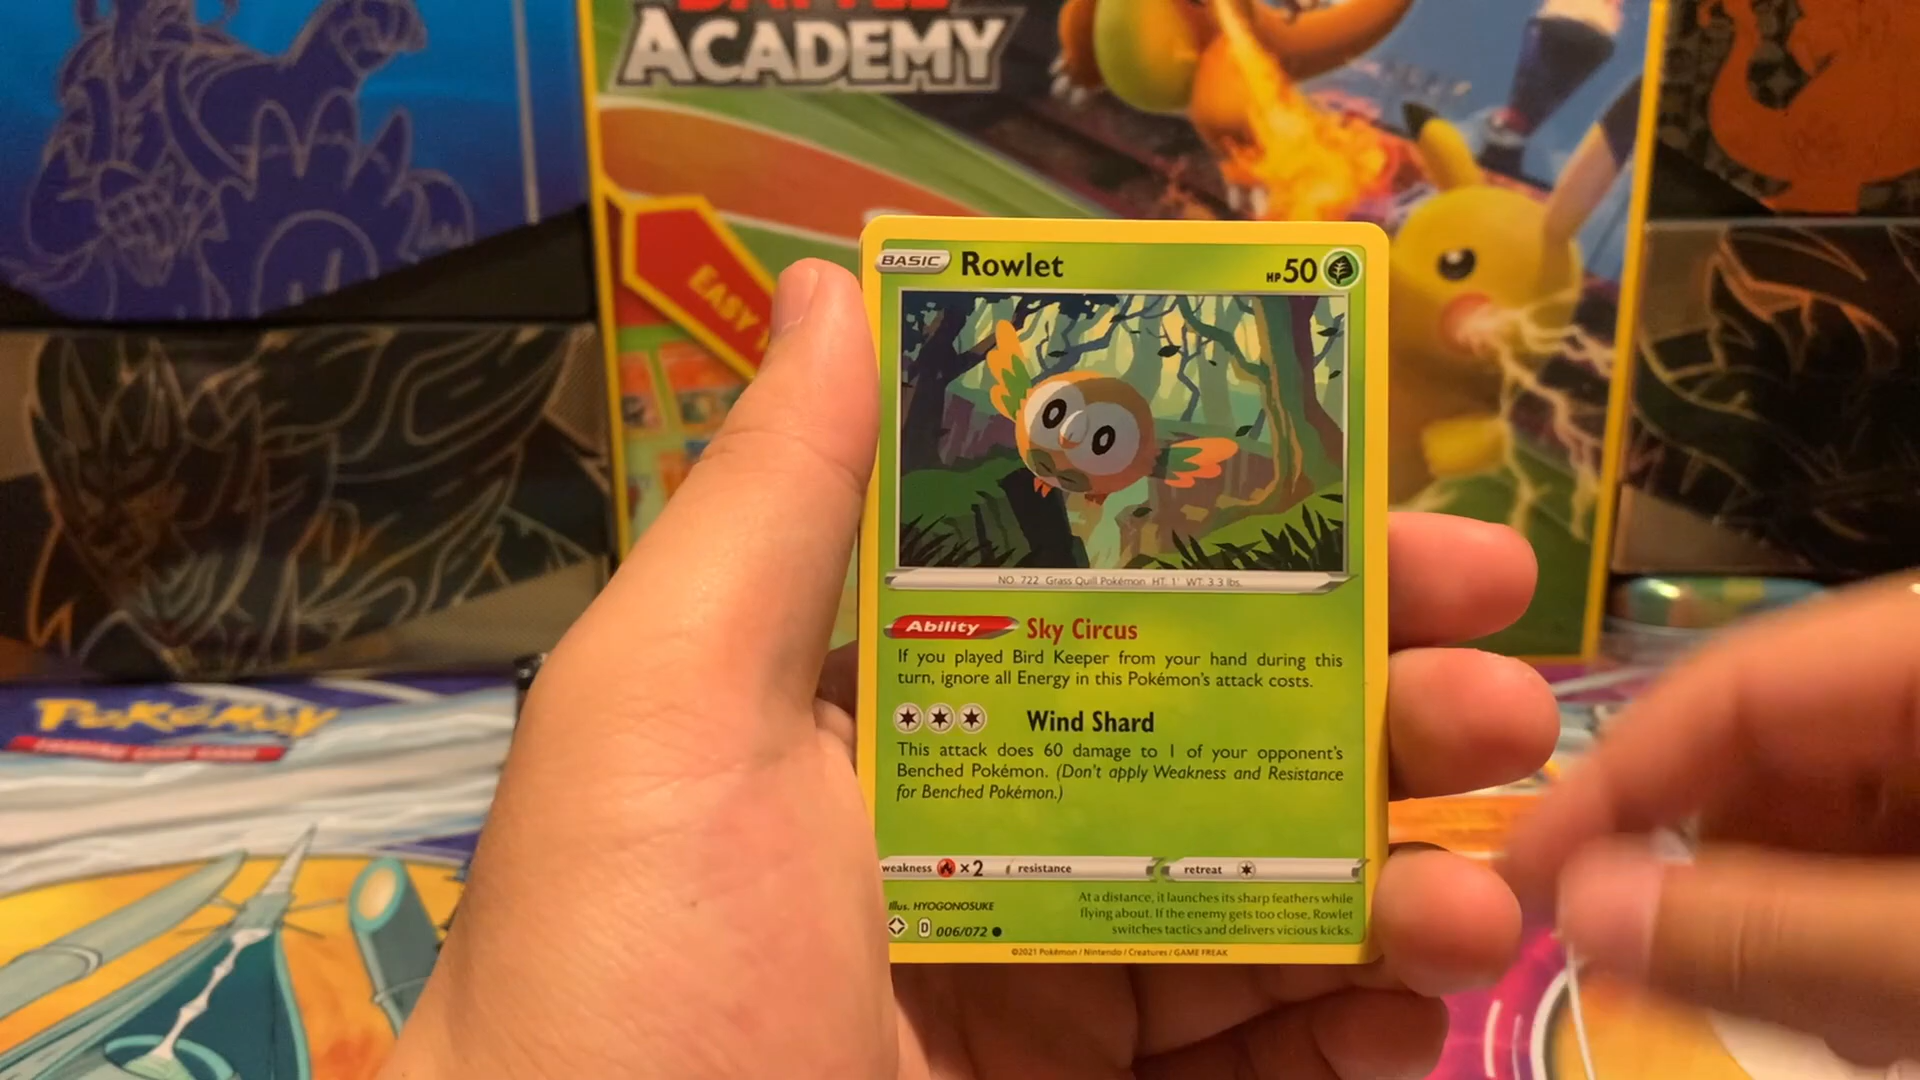 ACADEMY
EASY
POKéMON
BASIC Rowlet HP 50
NO. 722 Grass Quill Pokémon HT: 1' WT: 3.3 lbs.
Ability Sky Circus
If you played Bird Keeper from your hand during this
turn, ignore all Energy in this Pokémon's attack costs.
Wind Shard
This attack does 60 damage to 1 of your opponent's
Benched Pokémon. (Don't apply Weakness and Resistance
for Benched Pokémon.)
weakness ×2 resistance retreat
Illus. HYOGONOSUKE
D 006/072
At a distance, it launches its sharp feathers while
flying about. If the enemy gets too close, Rowlet
switches tactics and delivers vicious kicks.
©2021 Pokémon / Nintendo / Creatures / GAME FREAK